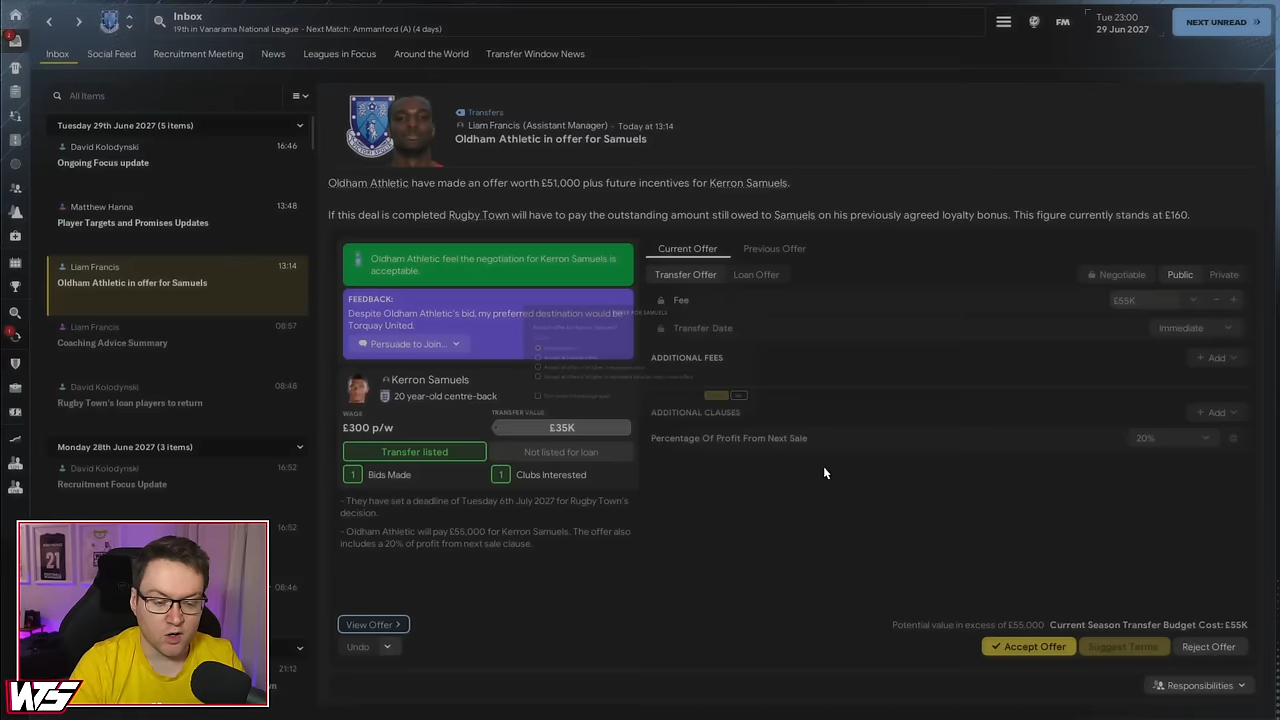 Inbox
19th in Vanarama National League - Next Match: Ammanford (A) (4 days)
FM
Tue 23:00
29 Jun 2027
NEXT UNREAD
2
Inbox
Social Feed
Recruitment Meeting
News
Leagues in Focus
Around the World
Transfer Window News
All Items
Tuesday 29th June 2027 (5 items)
David Kolodynski
16:46
Ongoing Focus update
Matthew Hanna
13:48
Player Targets and Promises Updates
Liam Francis
13:14
Oldham Athletic in offer for Samuels
Liam Francis
08:57
Coaching Advice Summary
David Kolodynski
08:48
Rugby Town's loan players to return
Monday 28th June 2027 (3 items)
David Kolodynski
16:52
Recruitment Focus Update
16:52
08:46
21:12
Transfers
Liam Francis (Assistant Manager) - Today at 13:14
Oldham Athletic in offer for Samuels
Oldham Athletic have made an offer worth £51,000 plus future incentives for Kerron Samuels.
If this deal is completed Rugby Town will have to pay the outstanding amount still owed to Samuels on his previously agreed loyalty bonus. This figure currently stands at £160.
Oldham Athletic feel the negotiation for Kerron Samuels is
acceptable.
FEEDBACK:
Despite Oldham Athletic's bid, my preferred destination would be
Torquay United.
Persuade to Join...
Kerron Samuels
20 year-old centre-back
WAGE
TRANSFER VALUE
£300 p/w
£35K
Transfer listed
Not listed for loan
1 Bids Made
1 Clubs Interested
- They have set a deadline of Tuesday 6th July 2027 for Rugby Town's
decision.
- Oldham Athletic will pay £55,000 for Kerron Samuels. The offer also
includes a 20% of profit from next sale clause.
View Offer
Undo
Current Offer
Previous Offer
Transfer Offer
Loan Offer
Negotiable
Public
Private
Fee
£55K
Transfer Date
Immediate
ADDITIONAL FEES
Add
ADDITIONAL CLAUSES
Add
Percentage Of Profit From Next Sale
20%
Potential value in excess of £55,000
Current Season Transfer Budget Cost: £55K
Accept Offer
Suggest Terms
Reject Offer
Responsibilities
21
WTS